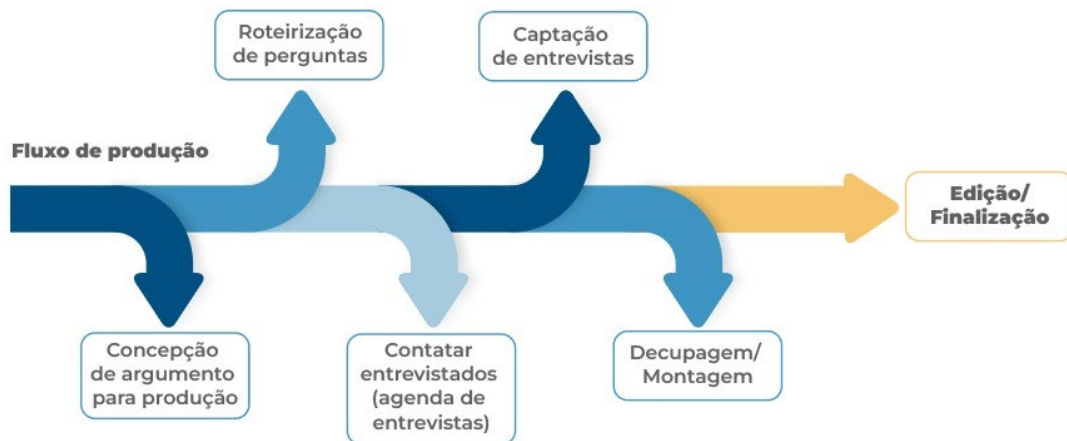 Roteirização
de perguntas
Captação
de entrevistas
Fluxo de produção
Edição/
Finalização
Concepção
de argumento
para produção
Contatar
entrevistados
(agenda de
entrevistas)
Decupagem/
Montagem